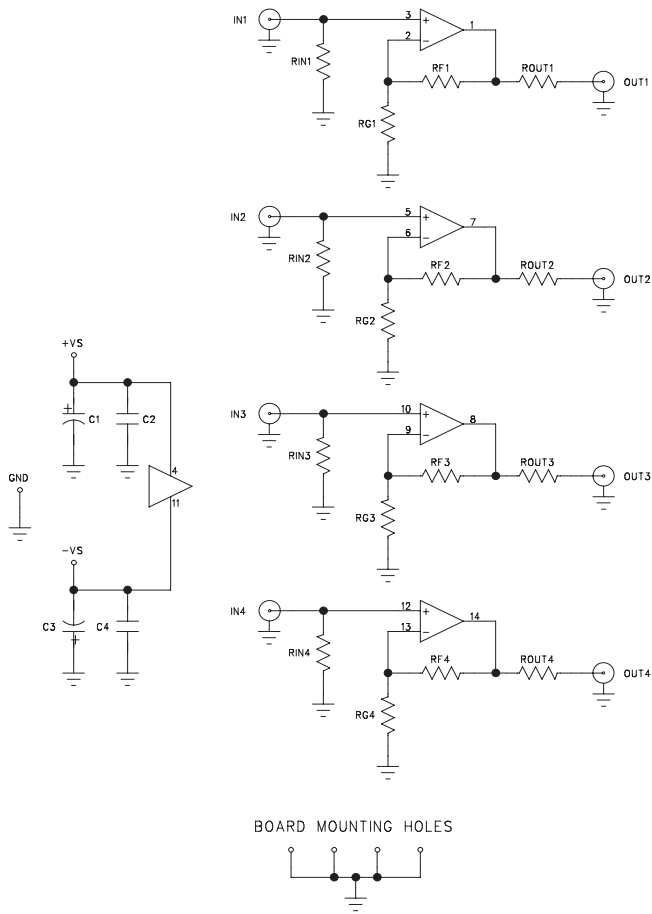 IN1
3
+
1
2
−
RIN1
RF1
ROUT1
OUT1
RG1
IN2
5
+
7
6
−
RIN2
RF2
ROUT2
OUT2
RG2
+VS
+
C1
C2
IN3
10
+
8
9
−
RIN3
RF3
ROUT3
OUT3
RG3
GND
4
11
−VS
C3
+
C4
IN4
12
+
14
13
−
RIN4
RF4
ROUT4
OUT4
RG4
BOARD MOUNTING HOLES